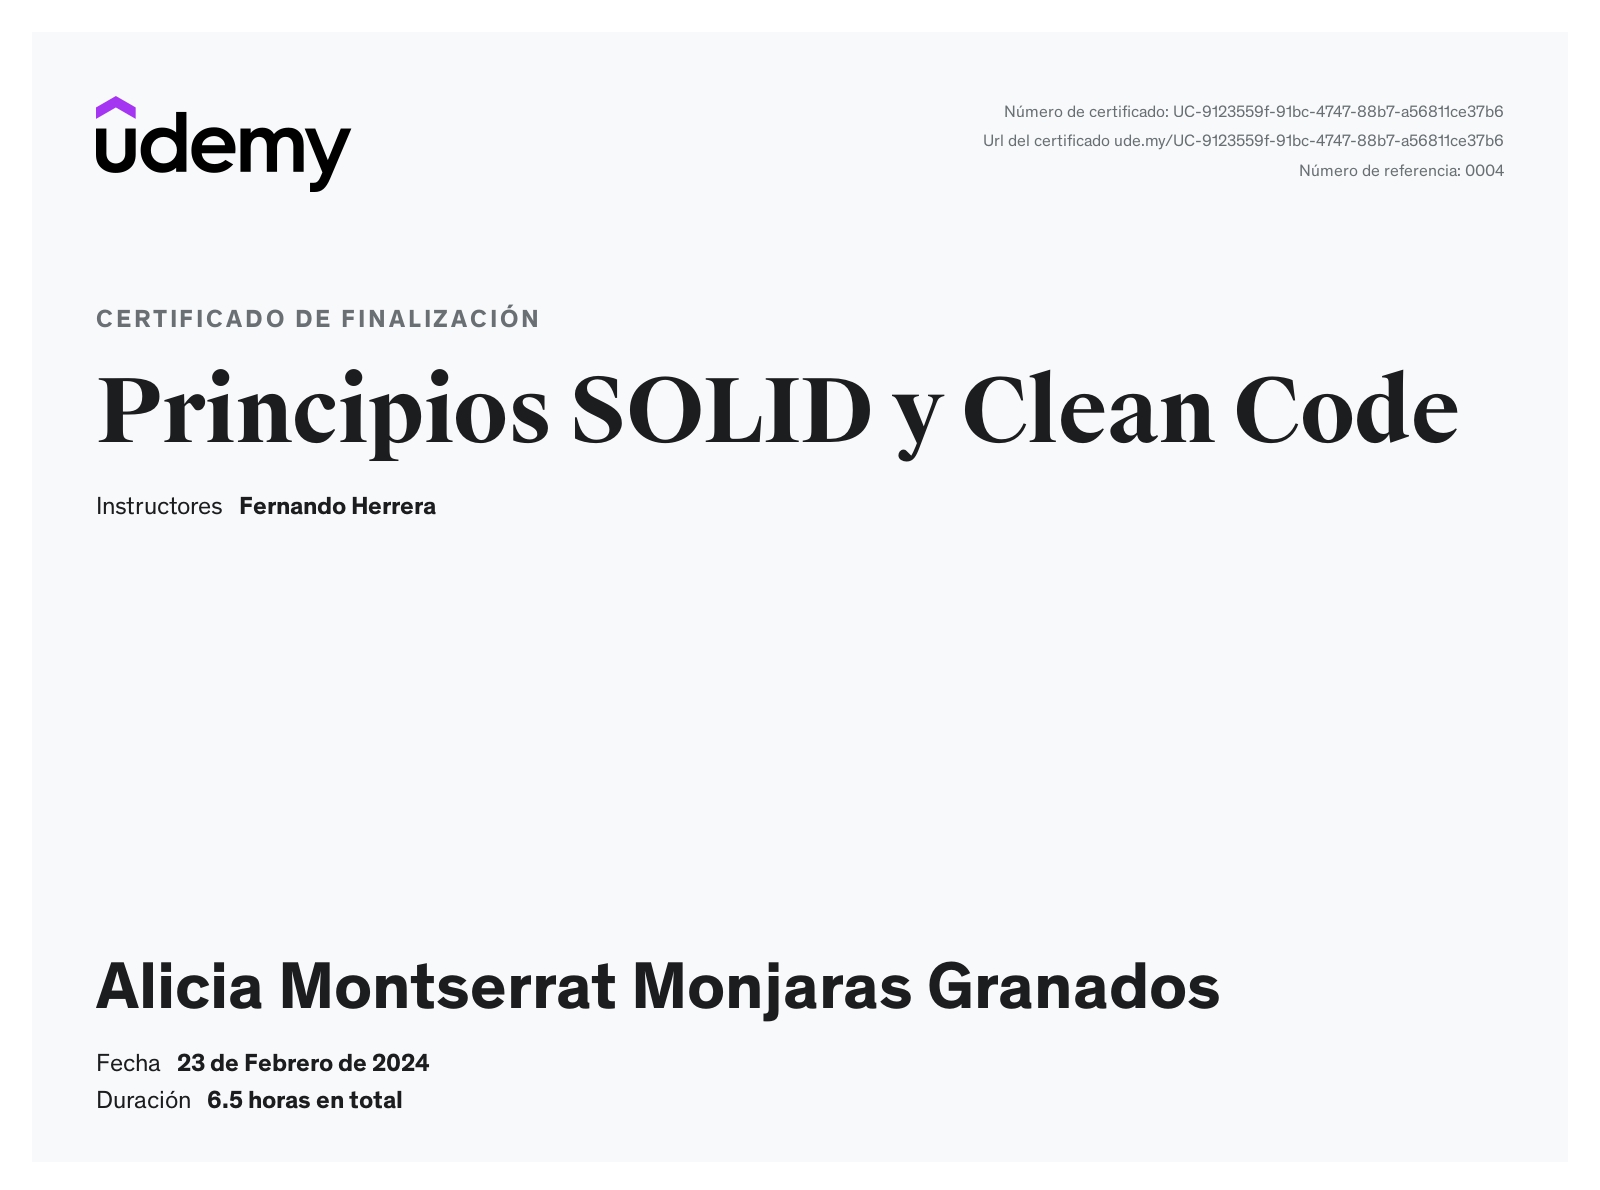 udemy
Número de certificado: UC-9123559f-91bc-4747-88b7-a56811ce37b6
Url del certificado ude.my/UC-9123559f-91bc-4747-88b7-a56811ce37b6
Número de referencia: 0004
CERTIFICADO DE FINALIZACIÓN
Principios SOLID y Clean Code
Instructores Fernando Herrera
Alicia Montserrat Monjaras Granados
Fecha 23 de Febrero de 2024
Duración 6.5 horas en total